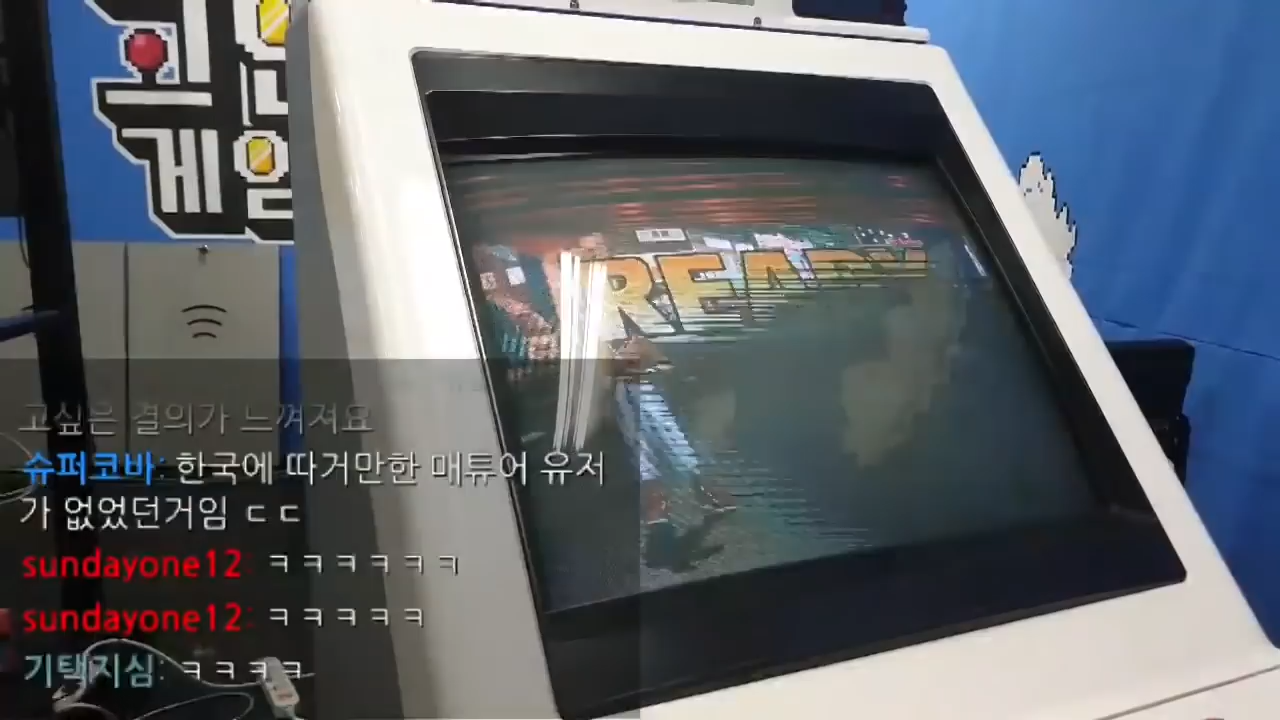 게임
READY
고싶은 결의가 느껴져요
슈퍼코바: 한국에 따거만한 매튜어 유저
가 없었던거임 ㄷㄷ
sundayone12: ㅋㅋㅋㅋㅋㅋ
sundayone12: ㅋㅋㅋㅋㅋ
기택지심: ㅋㅋㅋㅋ